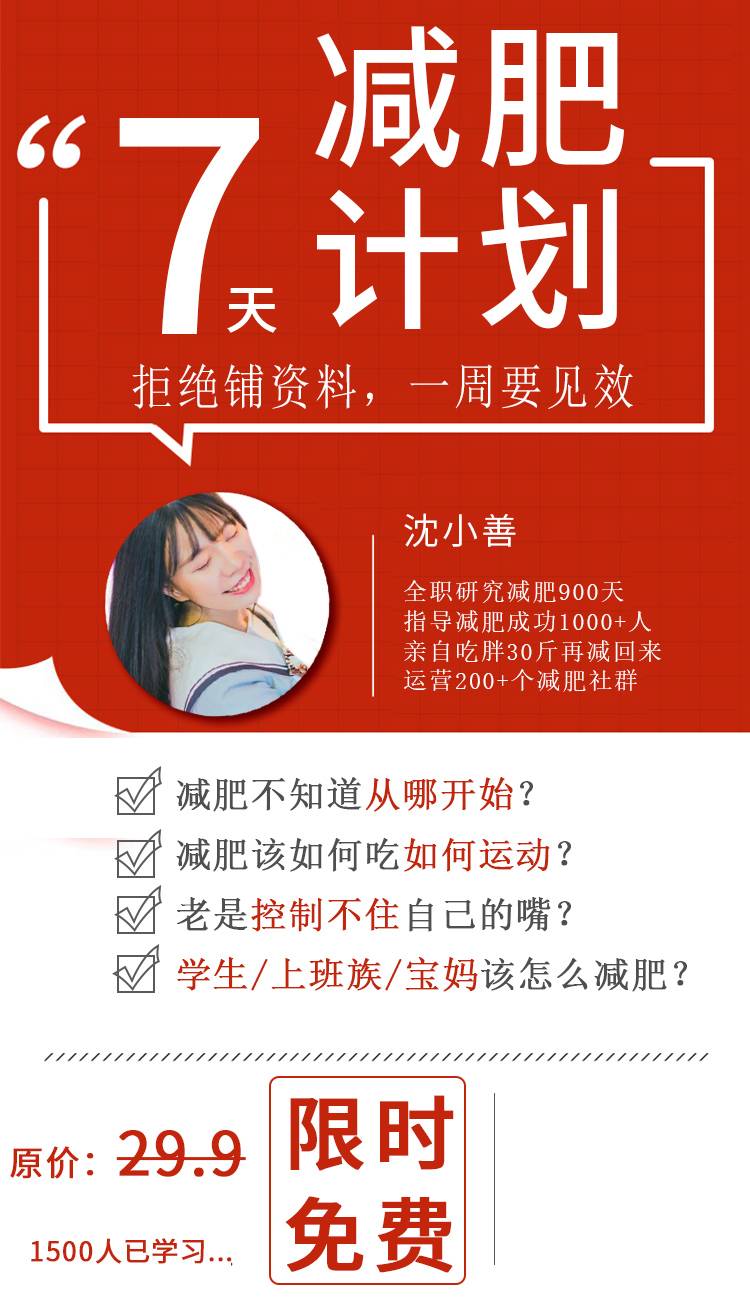 “7天
减肥
计划
拒绝铺资料，一周要见效
沈小善
全职研究减肥900天
指导减肥成功1000+人
亲自吃胖30斤再减回来
运营200+个减肥社群
减肥不知道从哪开始？
减肥该如何吃如何运动？
老是控制不住自己的嘴？
学生/上班族/宝妈该怎么减肥？
原价：29.9
1500人已学习...
限时
免费